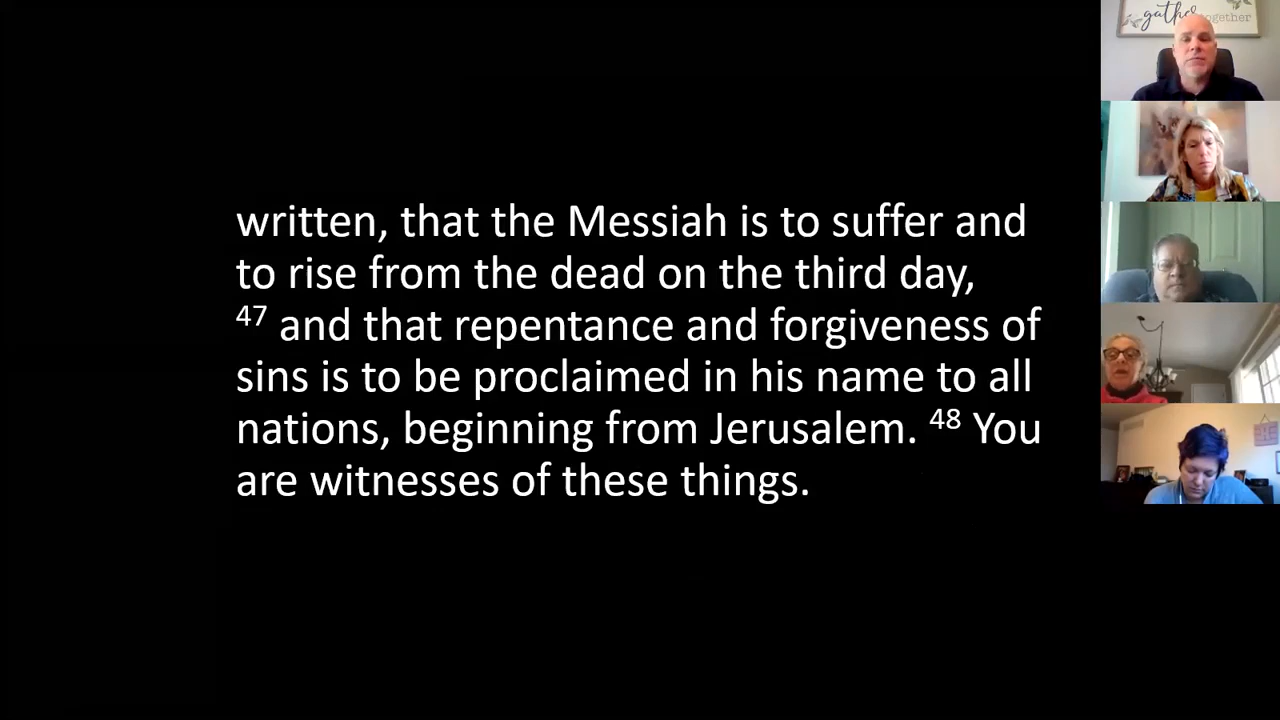 written, that the Messiah is to suffer and
to rise from the dead on the third day,
47 and that repentance and forgiveness of
sins is to be proclaimed in his name to all
nations, beginning from Jerusalem. 48 You
are witnesses of these things.
gather together